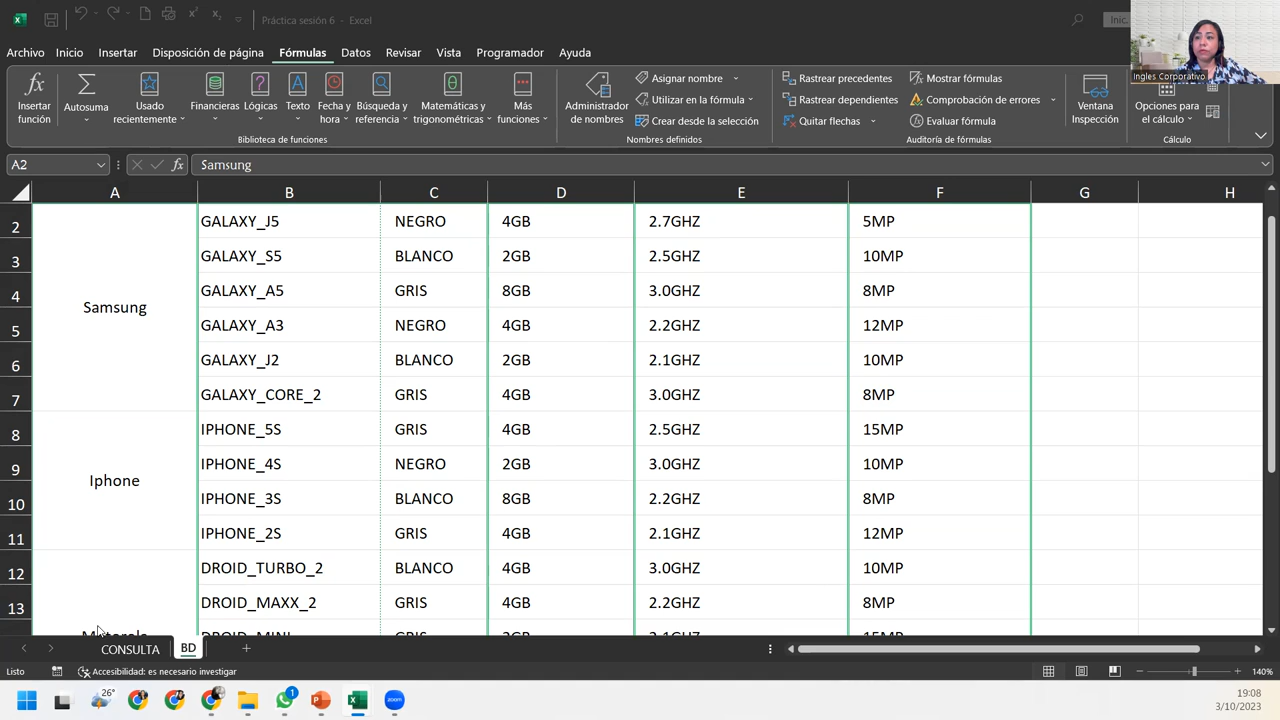 Práctica sesión 6 - Excel
Inic
Archivo Inicio Insertar Disposición de página Fórmulas Datos Revisar Vista Programador Ayuda
Ingles Corporativo
Insertar función
Autosuma
Usado recientemente
Financieras
Lógicas
Texto
Fecha y hora
Búsqueda y referencia
Matemáticas y trigonométricas
Más funciones
Biblioteca de funciones
Administrador de nombres
Asignar nombre
Utilizar en la fórmula
Crear desde la selección
Nombres definidos
Rastrear precedentes
Rastrear dependientes
Quitar flechas
Mostrar fórmulas
Comprobación de errores
Evaluar fórmula
Auditoría de fórmulas
Ventana Inspección
Opciones para el cálculo
Cálculo
A2 fx Samsung
A B C D E F G H
2 GALAXY_J5 NEGRO 4GB 2.7GHZ 5MP
3 GALAXY_S5 BLANCO 2GB 2.5GHZ 10MP
4 GALAXY_A5 GRIS 8GB 3.0GHZ 8MP
Samsung
5 GALAXY_A3 NEGRO 4GB 2.2GHZ 12MP
6 GALAXY_J2 BLANCO 2GB 2.1GHZ 10MP
7 GALAXY_CORE_2 GRIS 4GB 3.0GHZ 8MP
8 IPHONE_5S GRIS 4GB 2.5GHZ 15MP
9 IPHONE_4S NEGRO 2GB 3.0GHZ 10MP
Iphone
10 IPHONE_3S BLANCO 8GB 2.2GHZ 8MP
11 IPHONE_2S GRIS 4GB 2.1GHZ 12MP
12 DROID_TURBO_2 BLANCO 4GB 3.0GHZ 10MP
13 DROID_MAXX_2 GRIS 4GB 2.2GHZ 8MP
DROID_MINI GRIS 2.1GHZ 15MP
CONSULTA BD
Listo Accesibilidad: es necesario investigar 140%
26°
1
zoom
19:08
3/10/2023